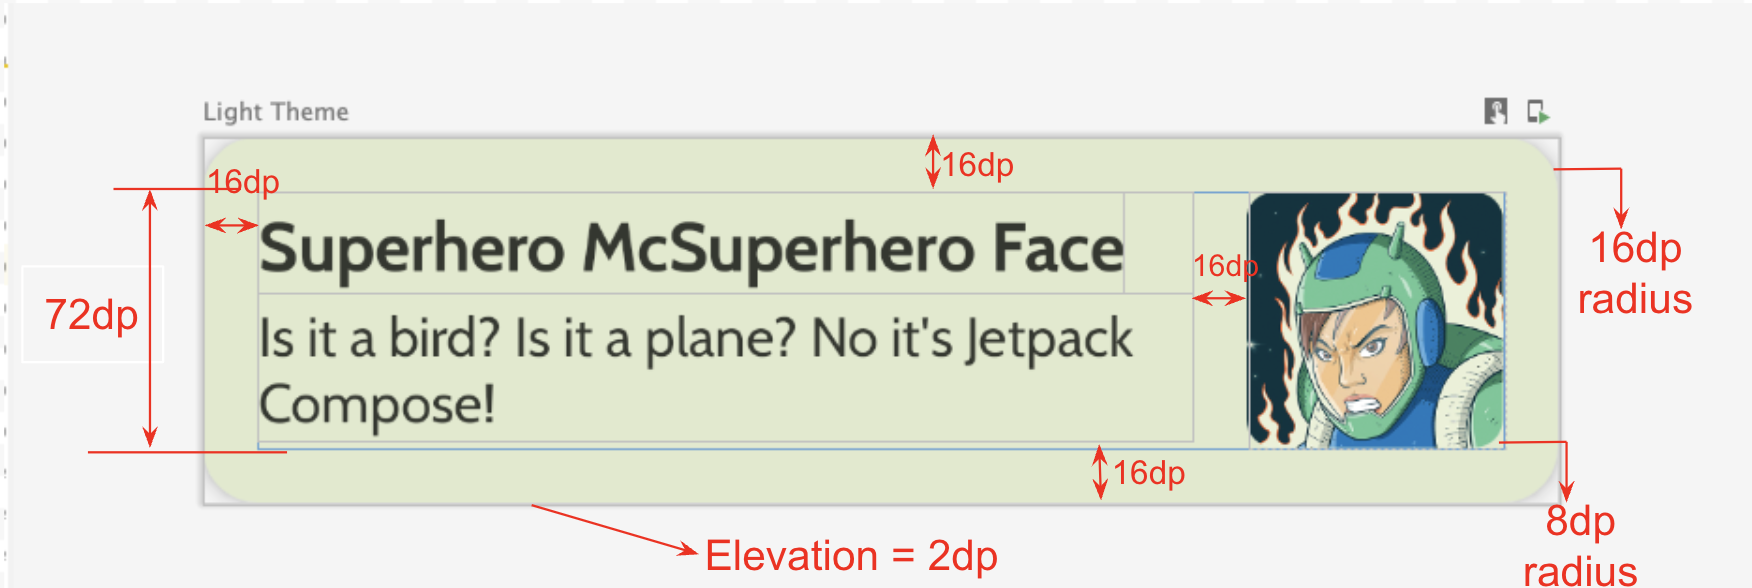 Light Theme
16dp
16dp
Superhero McSuperhero Face
16dp
16dp
radius
72dp
Is it a bird? Is it a plane? No it's Jetpack
Compose!
16dp
8dp
radius
Elevation = 2dp